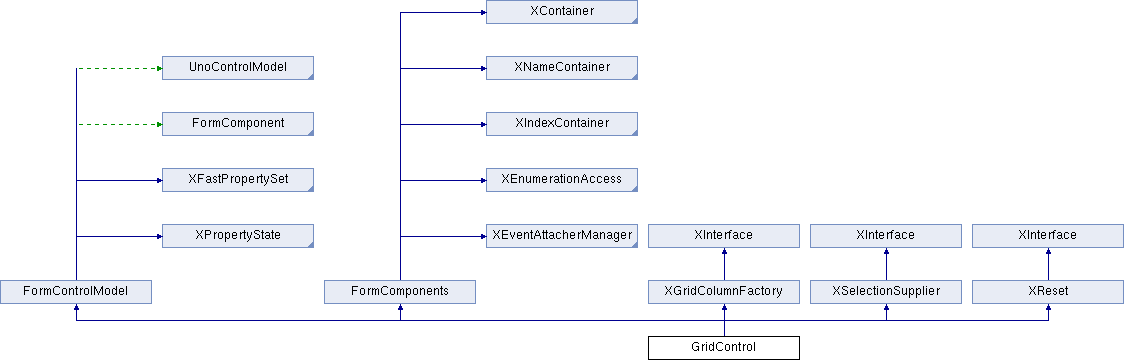 XContainer
UnoControlModel
XNameContainer
FormComponent
XIndexContainer
XFastPropertySet
XEnumerationAccess
XPropertyState
XEventAttacherManager
XInterface
XInterface
XInterface
FormControlModel
FormComponents
XGridColumnFactory
XSelectionSupplier
XReset
GridControl